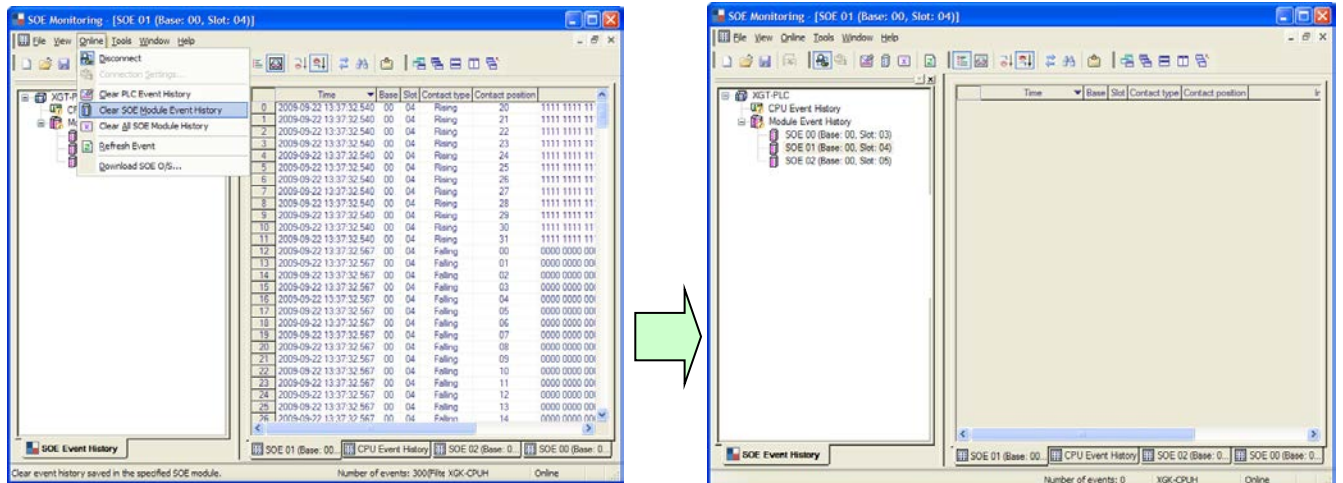 SOE Monitoring - [SOE 01 (Base: 00, Slot: 04)]
File View Online Tools Window Help
Disconnect
Connection Settings...
Clear PLC Event History
Clear SOE Module Event History
Clear All SOE Module History
Refresh Event
Download SOE O/S...
XGT-P
CP
Mo
Time Base Slot Contact type Contact position
0 2009-09-22 13:37:32.540 00 04 Rising 20 1111 1111 11
1 2009-09-22 13:37:32.540 00 04 Rising 21 1111 1111 11
2 2009-09-22 13:37:32.540 00 04 Rising 22 1111 1111 11
3 2009-09-22 13:37:32.540 00 04 Rising 23 1111 1111 11
4 2009-09-22 13:37:32.540 00 04 Rising 24 1111 1111 11
5 2009-09-22 13:37:32.540 00 04 Rising 25 1111 1111 11
6 2009-09-22 13:37:32.540 00 04 Rising 26 1111 1111 11
7 2009-09-22 13:37:32.540 00 04 Rising 27 1111 1111 11
8 2009-09-22 13:37:32.540 00 04 Rising 28 1111 1111 11
9 2009-09-22 13:37:32.540 00 04 Rising 29 1111 1111 11
10 2009-09-22 13:37:32.540 00 04 Rising 30 1111 1111 11
11 2009-09-22 13:37:32.540 00 04 Rising 31 1111 1111 11
12 2009-09-22 13:37:32.567 00 04 Falling 00 0000 0000 00
13 2009-09-22 13:37:32.567 00 04 Falling 01 0000 0000 00
14 2009-09-22 13:37:32.567 00 04 Falling 02 0000 0000 00
15 2009-09-22 13:37:32.567 00 04 Falling 03 0000 0000 00
16 2009-09-22 13:37:32.567 00 04 Falling 04 0000 0000 00
17 2009-09-22 13:37:32.567 00 04 Falling 05 0000 0000 00
18 2009-09-22 13:37:32.567 00 04 Falling 06 0000 0000 00
19 2009-09-22 13:37:32.567 00 04 Falling 07 0000 0000 00
20 2009-09-22 13:37:32.567 00 04 Falling 08 0000 0000 00
21 2009-09-22 13:37:32.567 00 04 Falling 09 0000 0000 00
22 2009-09-22 13:37:32.567 00 04 Falling 10 0000 0000 00
23 2009-09-22 13:37:32.567 00 04 Falling 11 0000 0000 00
24 2009-09-22 13:37:32.567 00 04 Falling 12 0000 0000 00
25 2009-09-22 13:37:32.567 00 04 Falling 13 0000 0000 00
26 2009-09-22 13:37:32.567 00 04 Falling 14 0000 0000 00
SOE Event History
SOE 01 (Base: 00... CPU Event History SOE 02 (Base: 0... SOE 00 (Base: 0...
Clear event history saved in the specified SOE module. Number of events: 300(Filte XGK-CPUH Online
SOE Monitoring - [SOE 01 (Base: 00, Slot: 04)]
File View Online Tools Window Help
XGT-PLC
CPU Event History
Module Event History
SOE 00 (Base: 00, Slot: 03)
SOE 01 (Base: 00, Slot: 04)
SOE 02 (Base: 00, Slot: 05)
Time Base Slot Contact type Contact position Ir
SOE Event History
SOE 01 (Base: 00... CPU Event History SOE 02 (Base: 0... SOE 00 (Base: 0...
Number of events: 0 XGK-CPUH Online